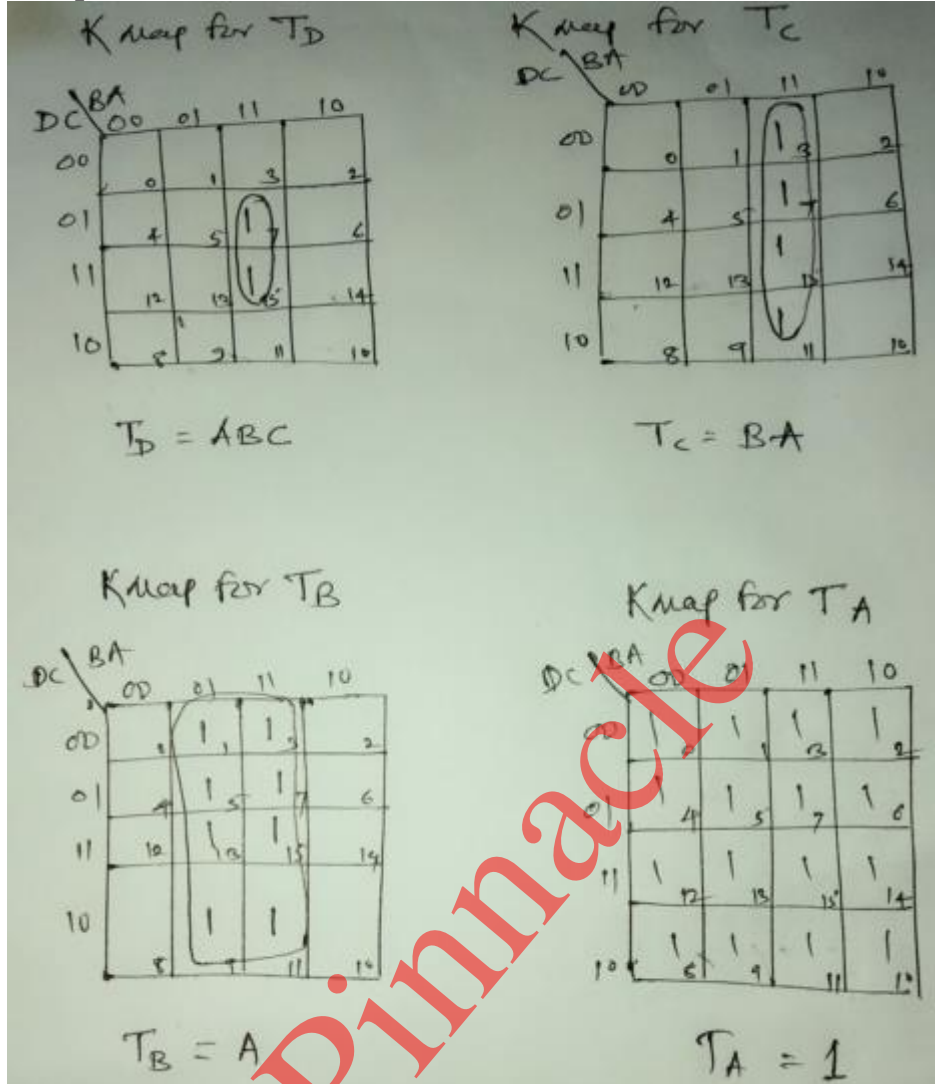 K map for TD
DC BA 00 01 11 10
00 0 1 3 2
01 4 5 1 7 6
11 12 13 1 15 14
10 8 9 11 10
TD = ABC
K map for TC
DC BA 00 01 11 10
00 0 1 1 3 2
01 4 5 1 7 6
11 12 13 1 15 14
10 8 9 1 11 10
TC = BA
K map for TB
DC BA 00 01 11 10
00 1 1 1 3 2
01 4 1 5 1 7 6
11 12 1 13 1 15 14
10 8 1 9 1 11 10
TB = A
K map for TA
DC BA 00 01 11 10
00 1 0 1 1 1 3 1 2
01 1 4 1 5 1 7 1 6
11 1 12 1 13 1 15 1 14
10 1 8 1 9 1 11 1 10
TA = 1
Pinnacle